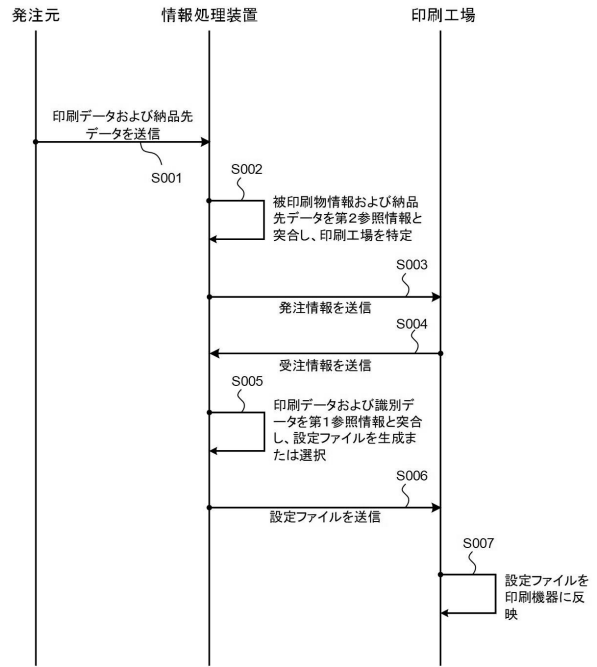 発注元
情報処理装置
印刷工場
印刷データおよび納品先
データを送信
S001
S002
被印刷物情報および納品
先データを第2参照情報と
突合し、印刷工場を特定
S003
発注情報を送信
S004
受注情報を送信
S005
印刷データおよび識別デ
ータを第1参照情報と突合
し、設定ファイルを生成ま
たは選択
S006
設定ファイルを送信
S007
設定ファイルを
印刷機器に反
映